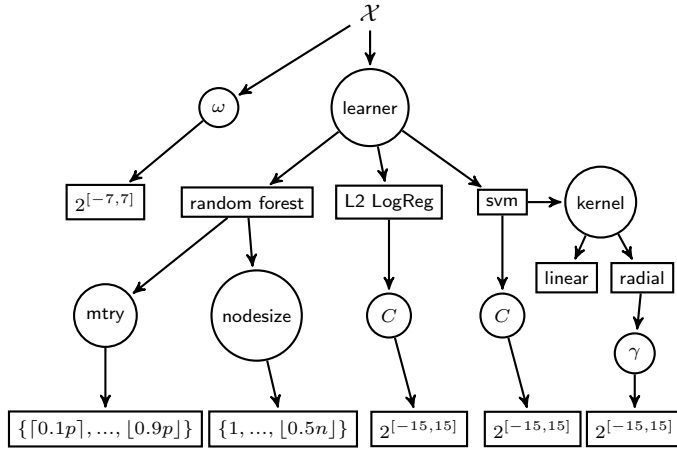 𝒳
ω
learner
2^{[-7,7]}
random forest
L2 LogReg
svm
kernel
linear
radial
mtry
nodesize
C
C
γ
{⌈0.1p⌉, ..., ⌊0.9p⌋}
{1, ..., ⌊0.5n⌋}
2^{[-15,15]}
2^{[-15,15]}
2^{[-15,15]}